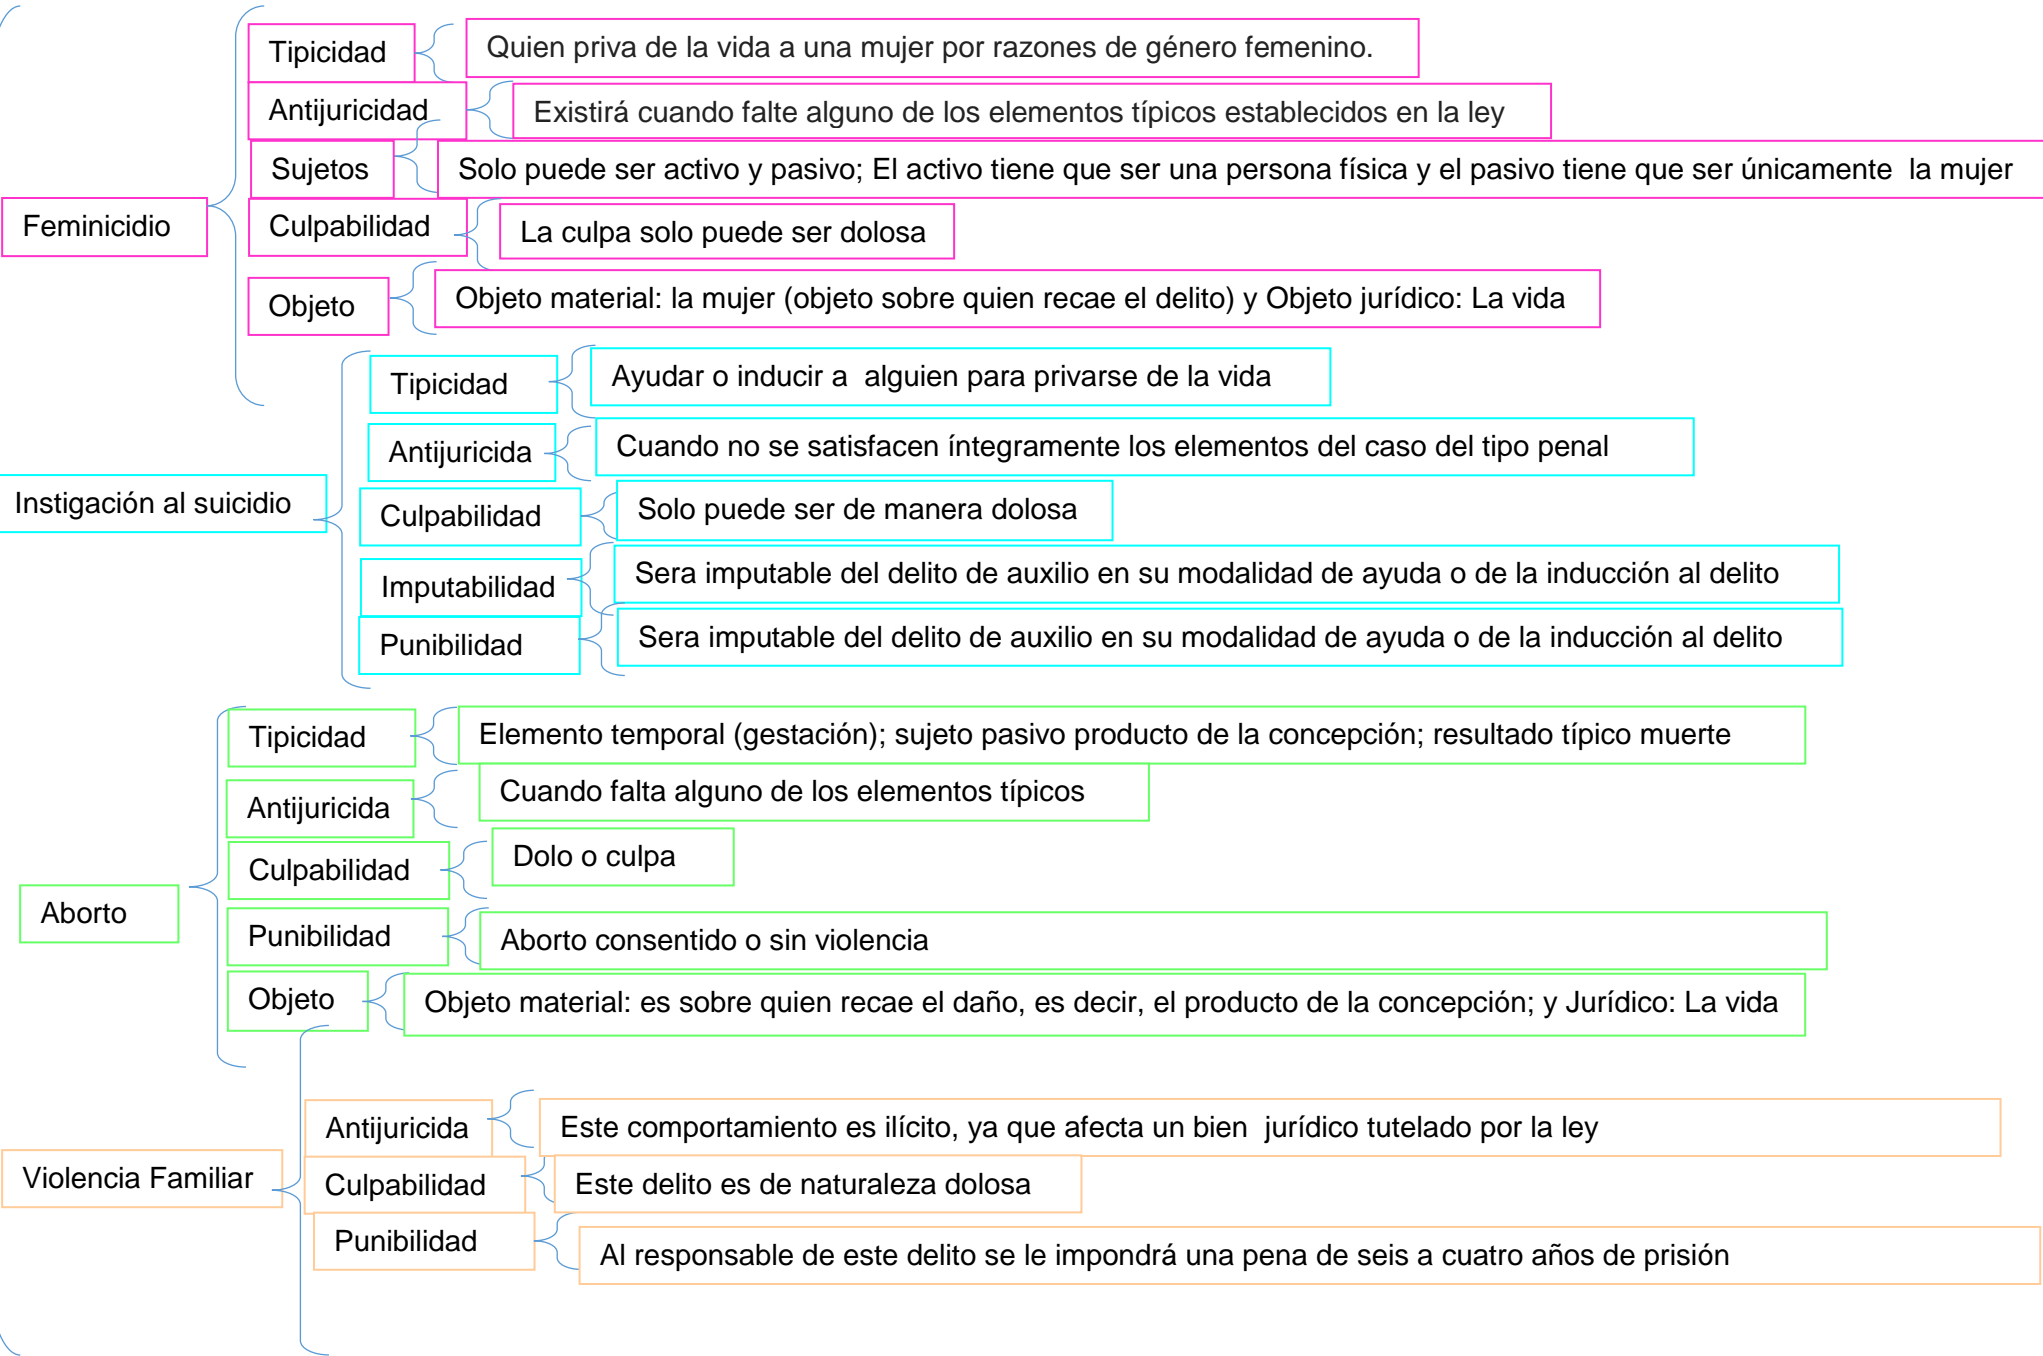 Feminicidio
Tipicidad
Quien priva de la vida a una mujer por razones de género femenino.
Antijuricidad
Existirá cuando falte alguno de los elementos típicos establecidos en la ley
Sujetos
Solo puede ser activo y pasivo; El activo tiene que ser una persona física y el pasivo tiene que ser únicamente  la mujer
Culpabilidad
La culpa solo puede ser dolosa
Objeto
Objeto material: la mujer (objeto sobre quien recae el delito) y Objeto jurídico: La vida
Instigación al suicidio
Tipicidad
Ayudar o inducir a  alguien para privarse de la vida
Antijuricida
Cuando no se satisfacen íntegramente los elementos del caso del tipo penal
Culpabilidad
Solo puede ser de manera dolosa
Imputabilidad
Sera imputable del delito de auxilio en su modalidad de ayuda o de la inducción al delito
Punibilidad
Sera imputable del delito de auxilio en su modalidad de ayuda o de la inducción al delito
Aborto
Tipicidad
Elemento temporal (gestación); sujeto pasivo producto de la concepción; resultado típico muerte
Antijuricida
Cuando falta alguno de los elementos típicos
Culpabilidad
Dolo o culpa
Punibilidad
Aborto consentido o sin violencia
Objeto
Objeto material: es sobre quien recae el daño, es decir, el producto de la concepción; y Jurídico: La vida
Violencia Familiar
Antijuricida
Este comportamiento es ilícito, ya que afecta un bien  jurídico tutelado por la ley
Culpabilidad
Este delito es de naturaleza dolosa
Punibilidad
Al responsable de este delito se le impondrá una pena de seis a cuatro años de prisión